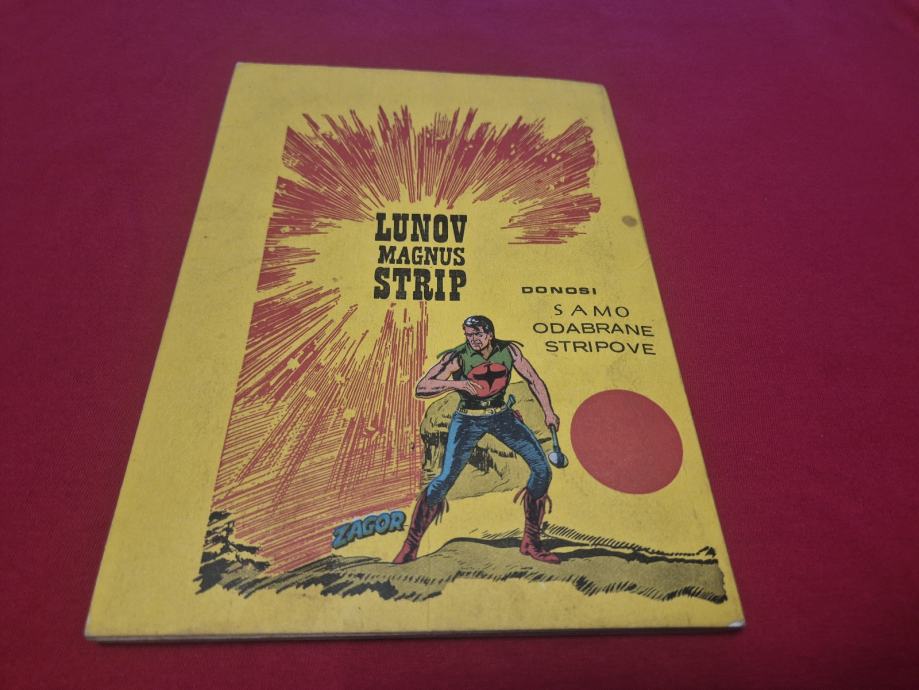 LUNOV
MAGNUS
STRIP
DONOSI
SAMO
ODABRANE
STRIPOVE
ZAGOR